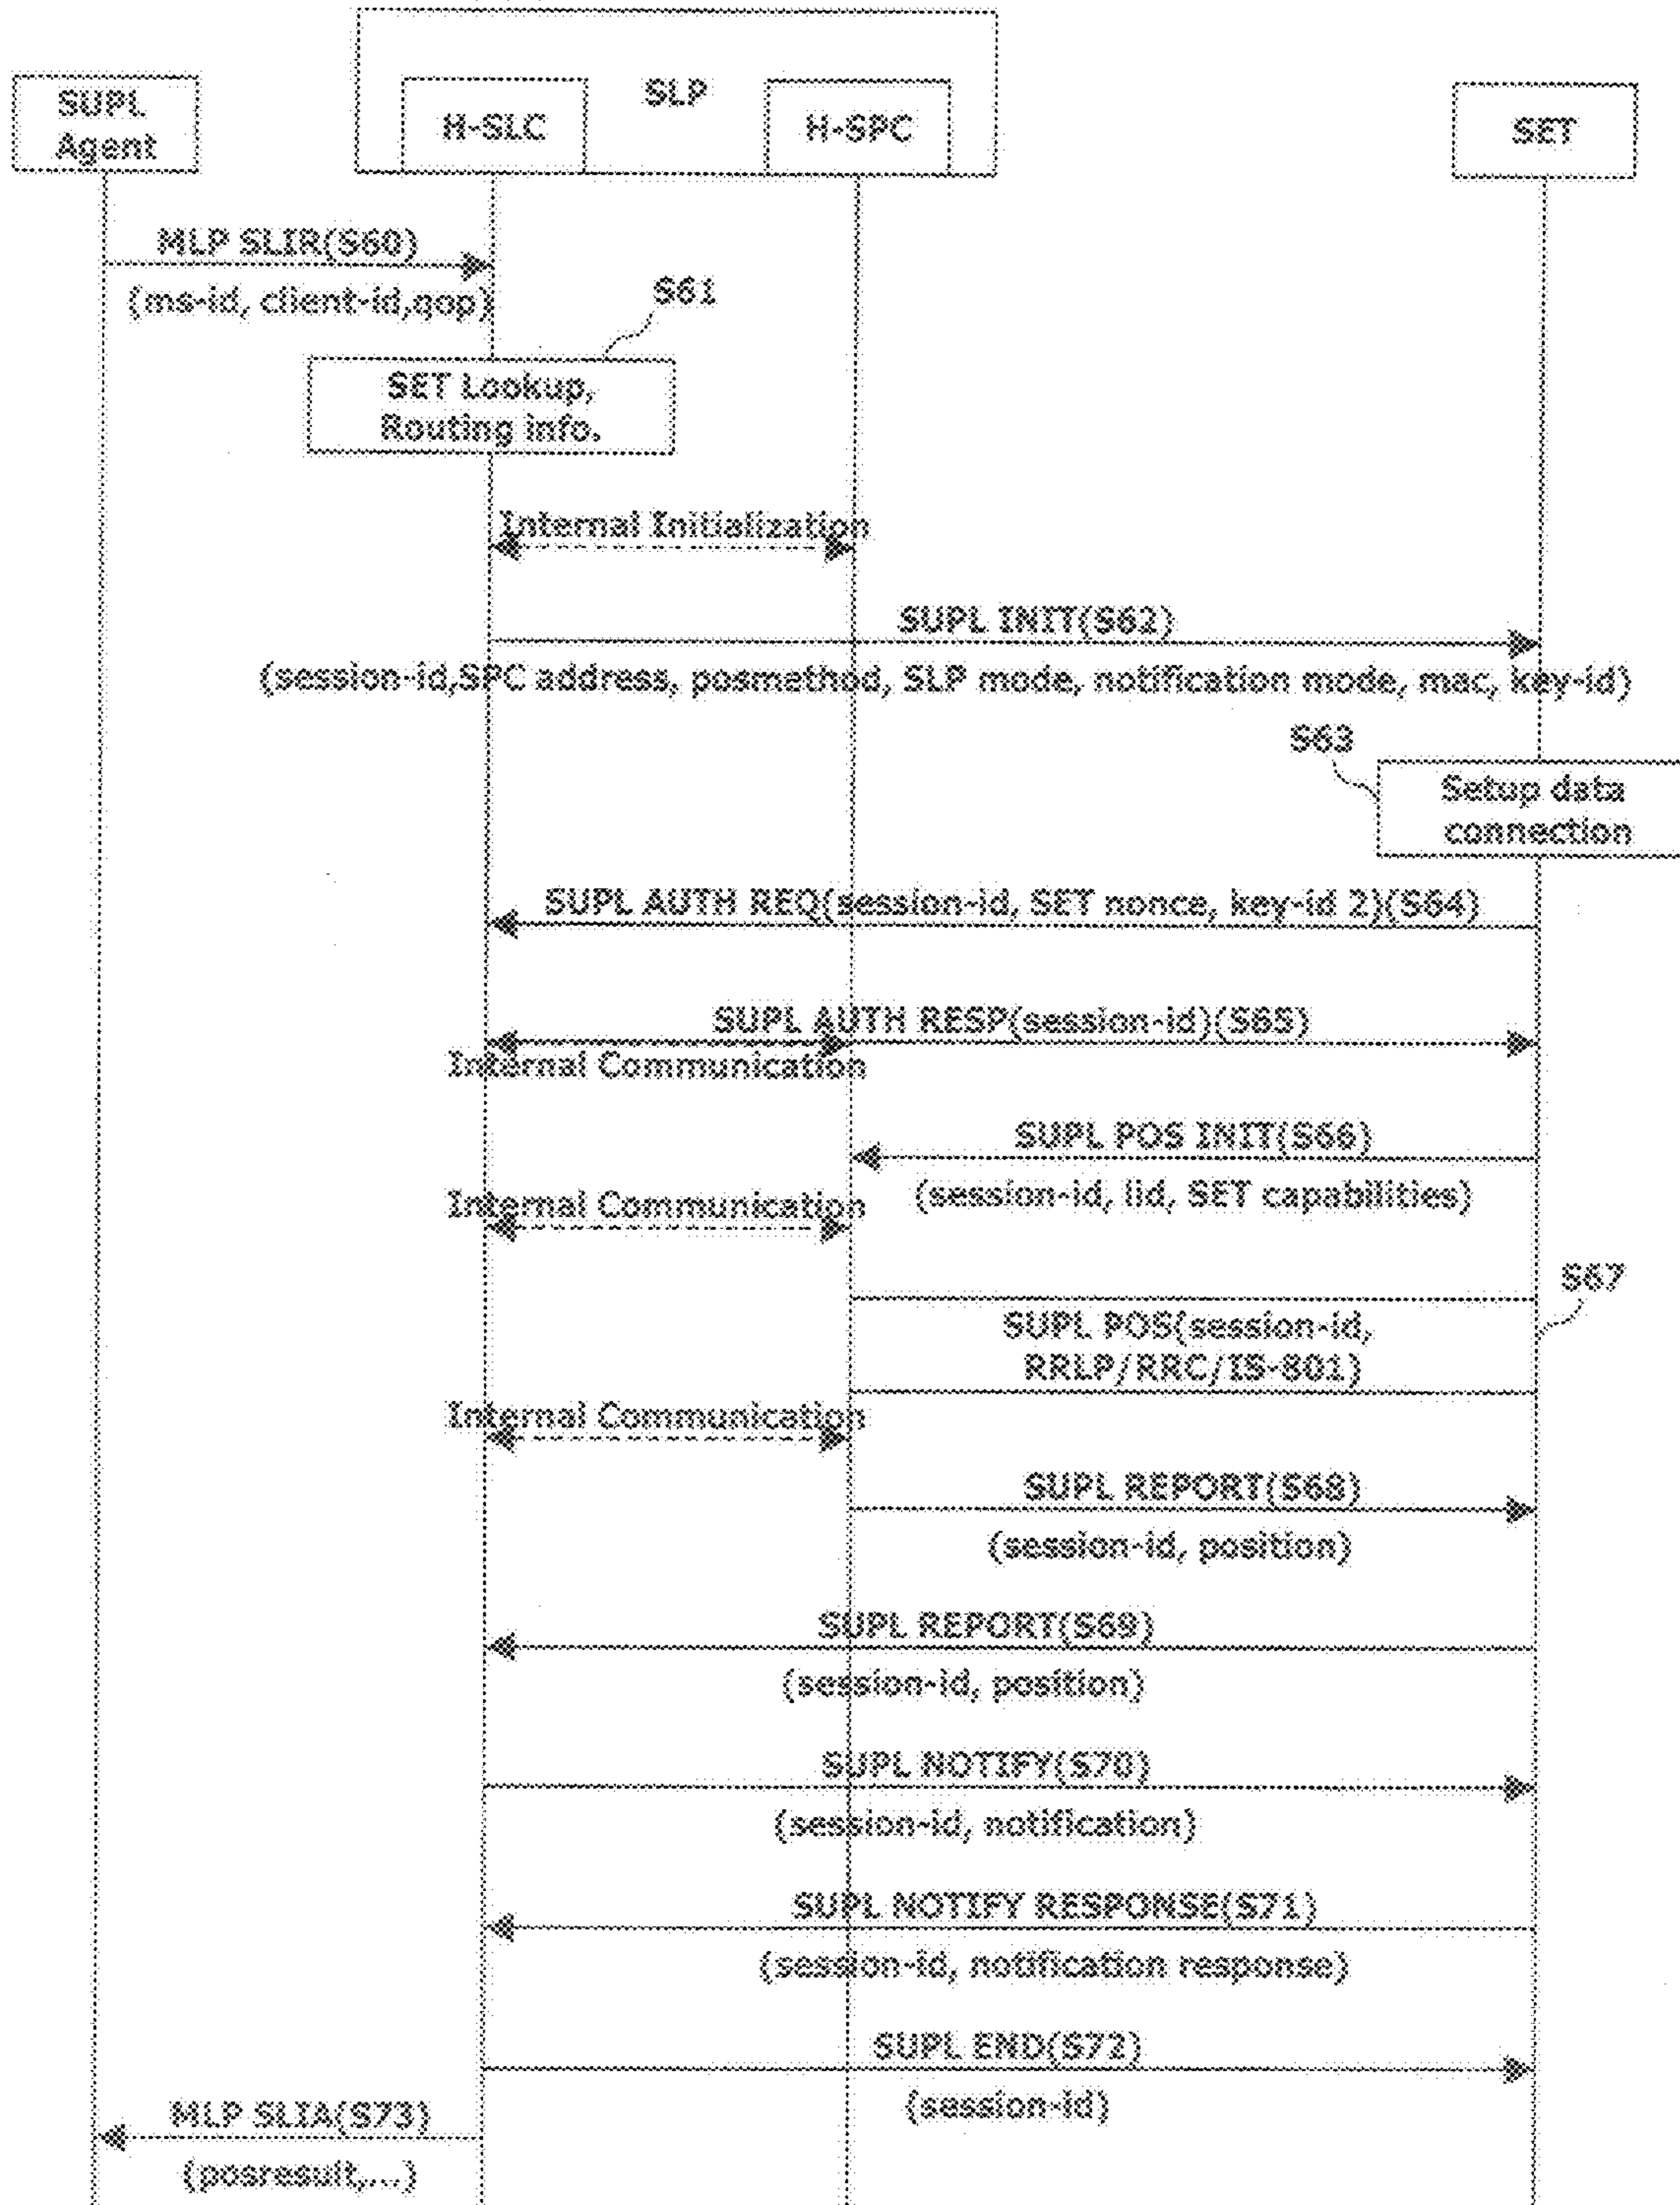 SLP
SUPL
Agent
H-SLC
H-SPC
SET
MLP SLIR(S60)
(ms-id, client-id,qop)
S61
SET Lookup,
Routing info.
Internal Initialization
SUPL INIT(S62)
(session-id,SPC address, posmethod, SLP mode, notification mode, mac, key-id)
S63
Setup data
connection
SUPL AUTH REQ(session-id, SET nonce, key-id 2)(S64)
SUPL AUTH RESP(session-id)(S65)
Internal Communication
SUPL POS INIT(S66)
(session-id, lid, SET capabilities)
Internal Communication
S67
SUPL POS(session-id,
RRLP/RRC/IS-801)
Internal Communication
SUPL REPORT(S68)
(session-id, position)
SUPL REPORT(S69)
(session-id, position)
SUPL NOTIFY(S70)
(session-id, notification)
SUPL NOTIFY RESPONSE(S71)
(session-id, notification response)
SUPL END(S72)
(session-id)
MLP SLIA(S73)
(posresult,...)